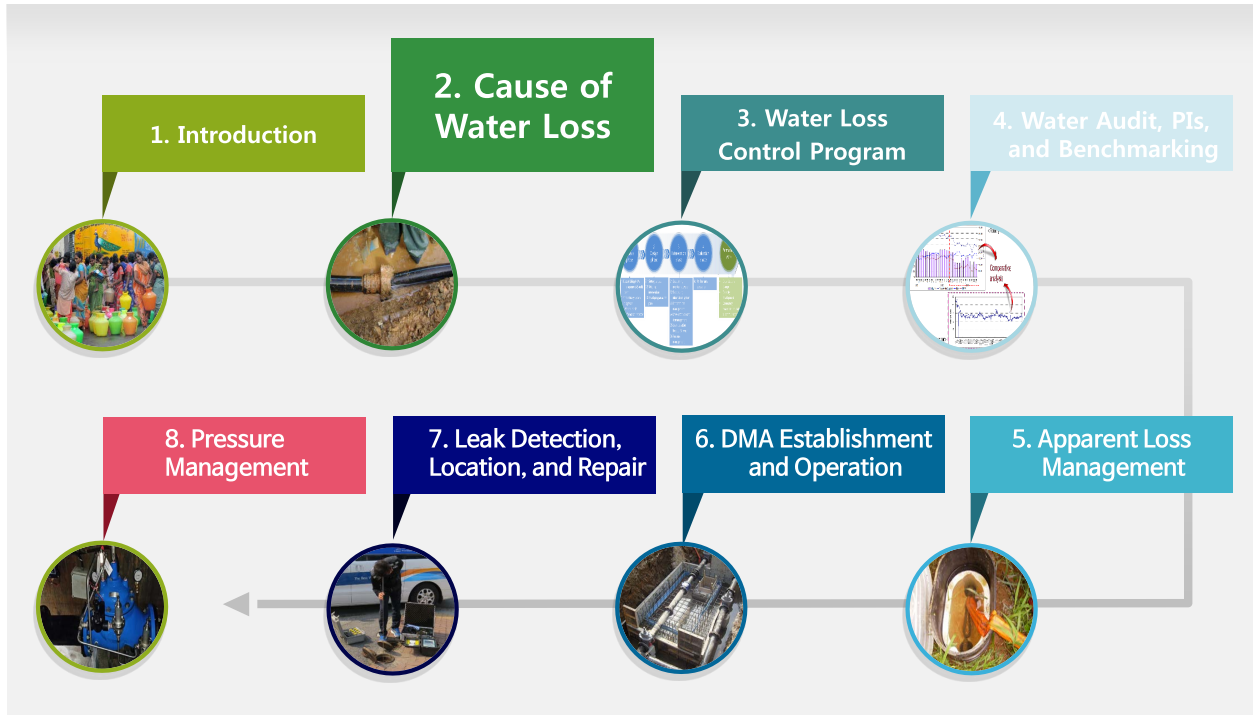 1. Introduction
2. Cause of
Water Loss
3. Water Loss
Control Program
4. Water Audit, PIs,
and Benchmarking
Comparative
analysis
8. Pressure
Management
7. Leak Detection,
Location, and Repair
6. DMA Establishment
and Operation
5. Apparent Loss
Management